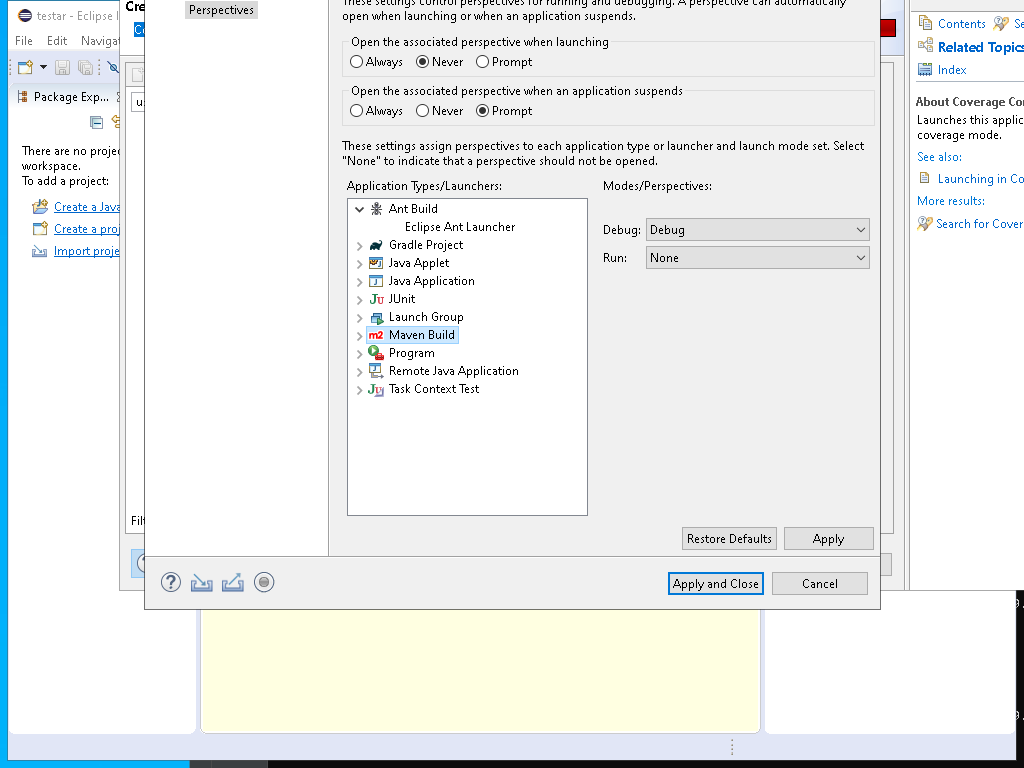 testar - Eclipse
File Edit Naviga
Package Exp...
There are no proje
workspace.
To add a project:
Create a Java
Create a proj
Import proje
Cre
Filt
Perspectives
These settings control perspectives for running and debugging. A perspective can automatically
open when launching or when an application suspends.
Open the associated perspective when launching
Always Never Prompt
Open the associated perspective when an application suspends
Always Never Prompt
These settings assign perspectives to each application type or launcher and launch mode set. Select
"None" to indicate that a perspective should not be opened.
Application Types/Launchers:
Modes/Perspectives:
Ant Build
Eclipse Ant Launcher
Gradle Project
Java Applet
Java Application
JUnit
Launch Group
m2 Maven Build
Program
Remote Java Application
Task Context Test
Debug: Debug
Run: None
Restore Defaults
Apply
Apply and Close
Cancel
Contents
Se
Related Topics
Index
About Coverage Co
Launches this applic
coverage mode.
See also:
Launching in Co
More results:
Search for Cover